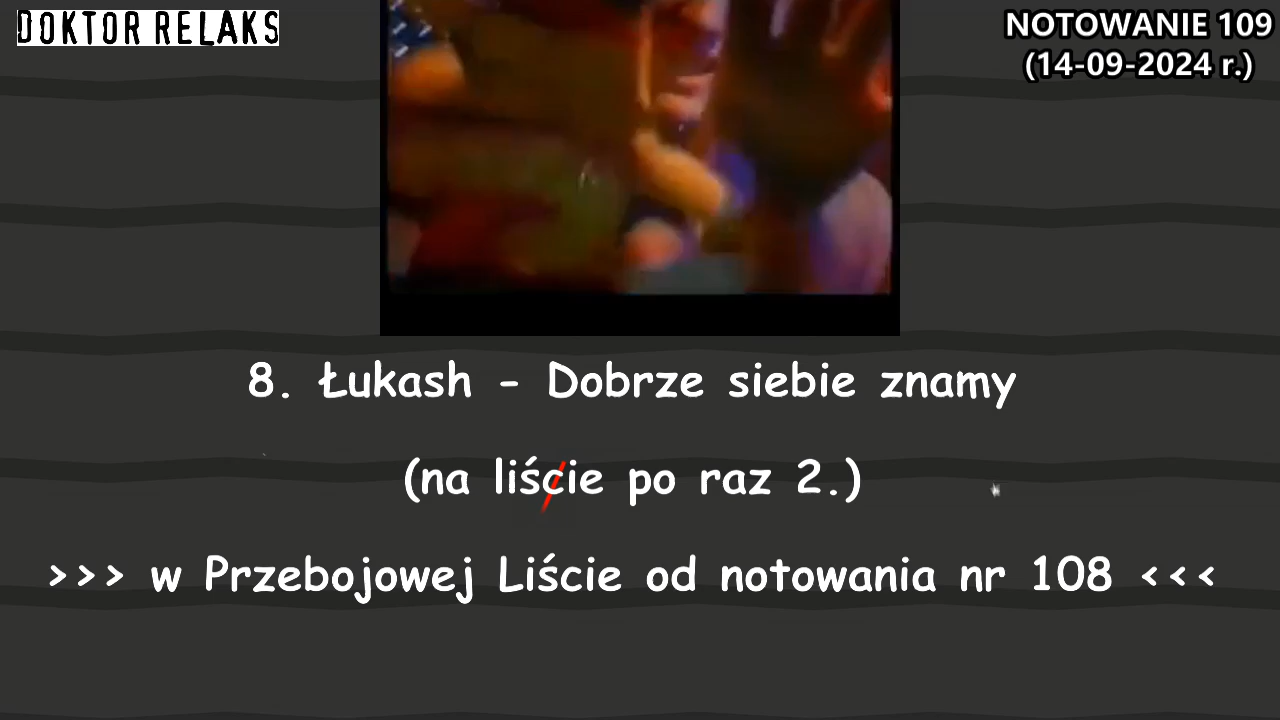 DOKTOR RELAKS
NOTOWANIE 109
(14-09-2024 r.)
8. Łukash - Dobrze siebie znamy
(na liście po raz 2.)
>>> w Przebojowej Liście od notowania nr 108 <<<